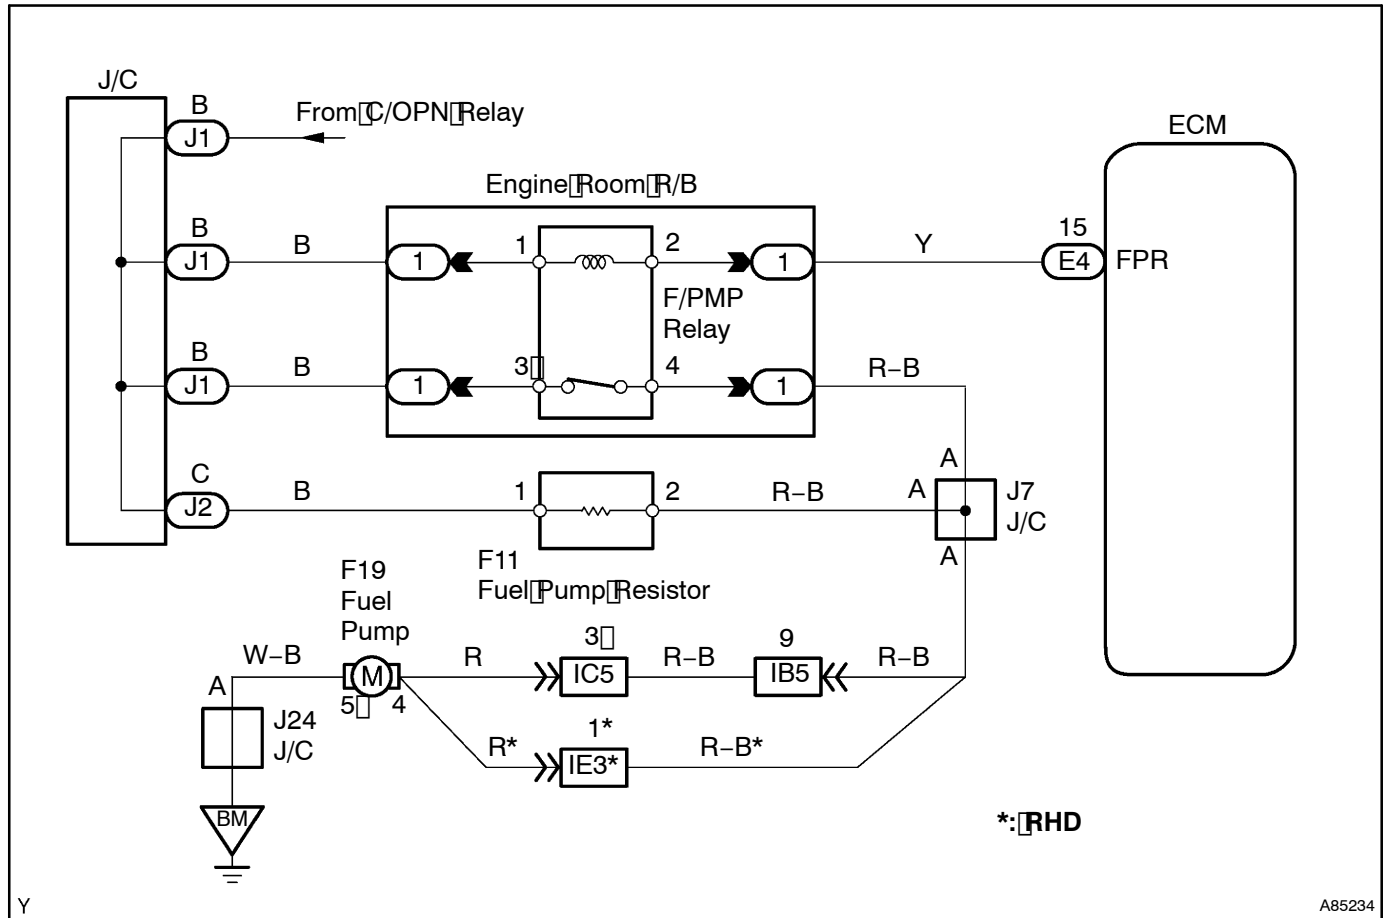 J/C
B
J1
From C/OPN Relay
ECM
Engine Room R/B
B
J1
B
1
1
2
1
Y
15
E4
FPR
F/PMP
Relay
B
J1
B
1
3
4
1
R-B
C
J2
B
1
2
R-B
A
A
A
J7
J/C
F11
Fuel Pump Resistor
F19
Fuel
Pump
W-B
M
5
4
R
3
IC5
R-B
9
IB5
R-B
A
J24
J/C
R*
1*
IE3*
R-B*
BM
*: RHD
Y
A85234